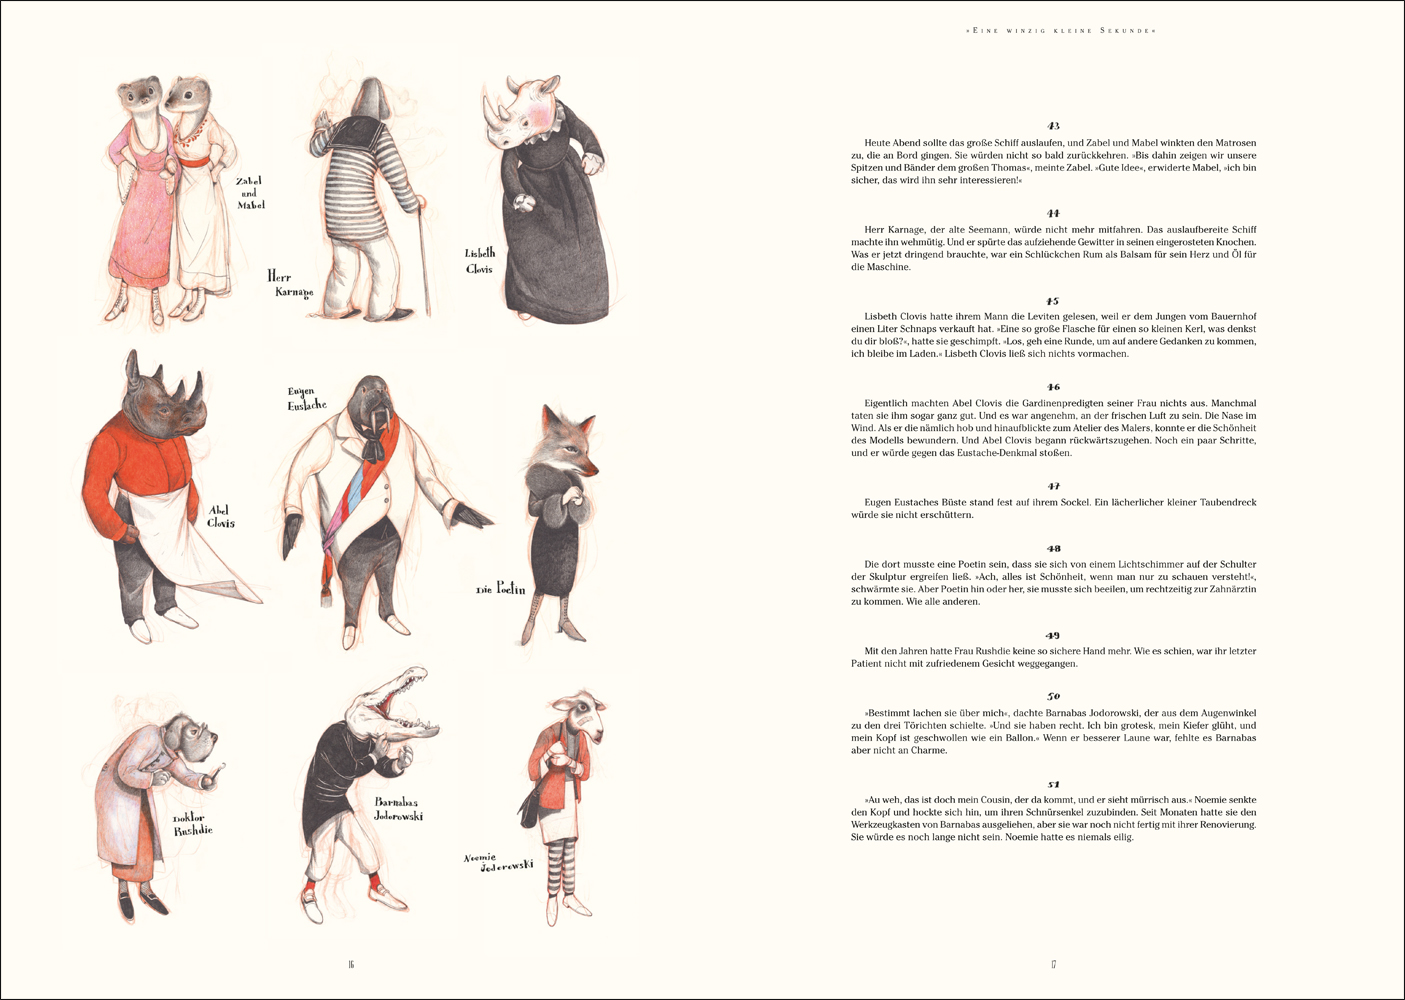 Zabel
und
Mabel
Herr
Karnage
Lisbeth
Clovis
Abel
Clovis
Eugen
Eustache
Die Poetin
Doktor
Rushdie
Barnabas
Jodorowski
Noemie
Jodorowski
16
»Eine winzig kleine Sekunde«
43
Heute Abend sollte das große Schiff auslaufen, und Zabel und Mabel winkten den Matrosen
zu, die an Bord gingen. Sie würden nicht so bald zurückkehren. »Bis dahin zeigen wir unsere
Spitzen und Bänder dem großen Thomas«, meinte Zabel. »Gute Idee«, erwiderte Mabel, »ich bin
sicher, das wird ihn sehr interessieren!«
44
Herr Karnage, der alte Seemann, würde nicht mehr mitfahren. Das auslaufbereite Schiff
machte ihn wehmütig. Und er spürte das aufziehende Gewitter in seinen eingerosteten Knochen.
Was er jetzt dringend brauchte, war ein Schlückchen Rum als Balsam für sein Herz und Öl für
die Maschine.
45
Lisbeth Clovis hatte ihrem Mann die Leviten gelesen, weil er dem Jungen vom Bauernhof
einen Liter Schnaps verkauft hat. »Eine so große Flasche für einen so kleinen Kerl, was denkst
du dir bloß?«, hatte sie geschimpft. »Los, geh eine Runde, um auf andere Gedanken zu kommen,
ich bleibe im Laden.« Lisbeth Clovis ließ sich nichts vormachen.
46
Eigentlich machten Abel Clovis die Gardinenpredigten seiner Frau nichts aus. Manchmal
taten sie ihm sogar ganz gut. Und es war angenehm, an der frischen Luft zu sein. Die Nase im
Wind. Als er die nämlich hob und hinaufblickte zum Atelier des Malers, konnte er die Schönheit
des Modells bewundern. Und Abel Clovis begann rückwärtszugehen. Noch ein paar Schritte,
und er würde gegen das Eustache-Denkmal stoßen.
47
Eugen Eustaches Büste stand fest auf ihrem Sockel. Ein lächerlicher kleiner Taubendreck
würde sie nicht erschüttern.
48
Die dort musste eine Poetin sein, dass sie sich von einem Lichtschimmer auf der Schulter
der Skulptur ergreifen ließ. »Ach, alles ist Schönheit, wenn man nur zu schauen versteht!«,
schwärmte sie. Aber Poetin hin oder her, sie musste sich beeilen, um rechtzeitig zur Zahnärztin
zu kommen. Wie alle anderen.
49
Mit den Jahren hatte Frau Rushdie keine so sichere Hand mehr. Wie es schien, war ihr letzter
Patient nicht mit zufriedenem Gesicht weggegangen.
50
»Bestimmt lachen sie über mich«, dachte Barnabas Jodorowski, der aus dem Augenwinkel
zu den drei Törichten schielte. »Und sie haben recht. Ich bin grotesk, mein Kiefer glüht, und
mein Kopf ist geschwollen wie ein Ballon.« Wenn er besserer Laune war, fehlte es Barnabas
aber nicht an Charme.
51
»Au weh, das ist doch mein Cousin, der da kommt, und er sieht mürrisch aus.« Noemie senkte
den Kopf und hockte sich hin, um ihren Schnürsenkel zuzubinden. Seit Monaten hatte sie den
Werkzeugkasten von Barnabas ausgeliehen, aber sie war noch nicht fertig mit ihrer Renovierung.
Sie würde es noch lange nicht sein. Noemie hatte es niemals eilig.
17